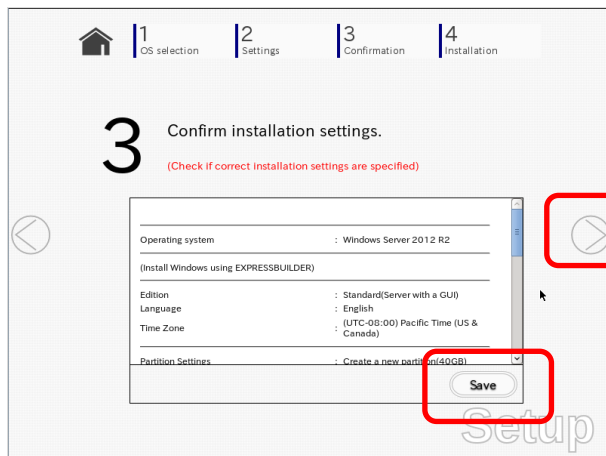 1 2 3 4
OS selection Settings Confirmation Installation
3 Confirm installation settings.
(Check if correct installation settings are specified)
Operating system : Windows Server 2012 R2
(Install Windows using EXPRESSBUILDER)
Edition : Standard(Server with a GUI)
Language : English
Time Zone : (UTC-08:00) Pacific Time (US &
Canada)
Partition Settings : Create a new partition(40GB)
Save
Setup